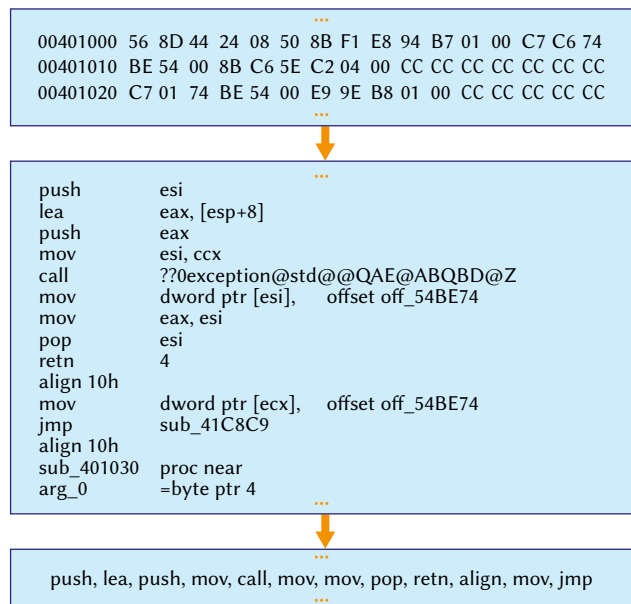 ...
00401000 56 8D 44 24 08 50 8B F1 E8 94 B7 01 00 C7 C6 74
00401010 BE 54 00 8B C6 5E C2 04 00 CC CC CC CC CC CC CC
00401020 C7 01 74 BE 54 00 E9 9E B8 01 00 CC CC CC CC CC
...
...
push esi
lea eax, [esp+8]
push eax
mov esi, ccx
call ??0exception@std@@QAE@ABQBD@Z
mov dword ptr [esi], offset off_54BE74
mov eax, esi
pop esi
retn 4
align 10h
mov dword ptr [ecx], offset off_54BE74
jmp sub_41C8C9
align 10h
sub_401030 proc near
arg_0 =byte ptr 4
...
...
push, lea, push, mov, call, mov, mov, pop, retn, align, mov, jmp
...